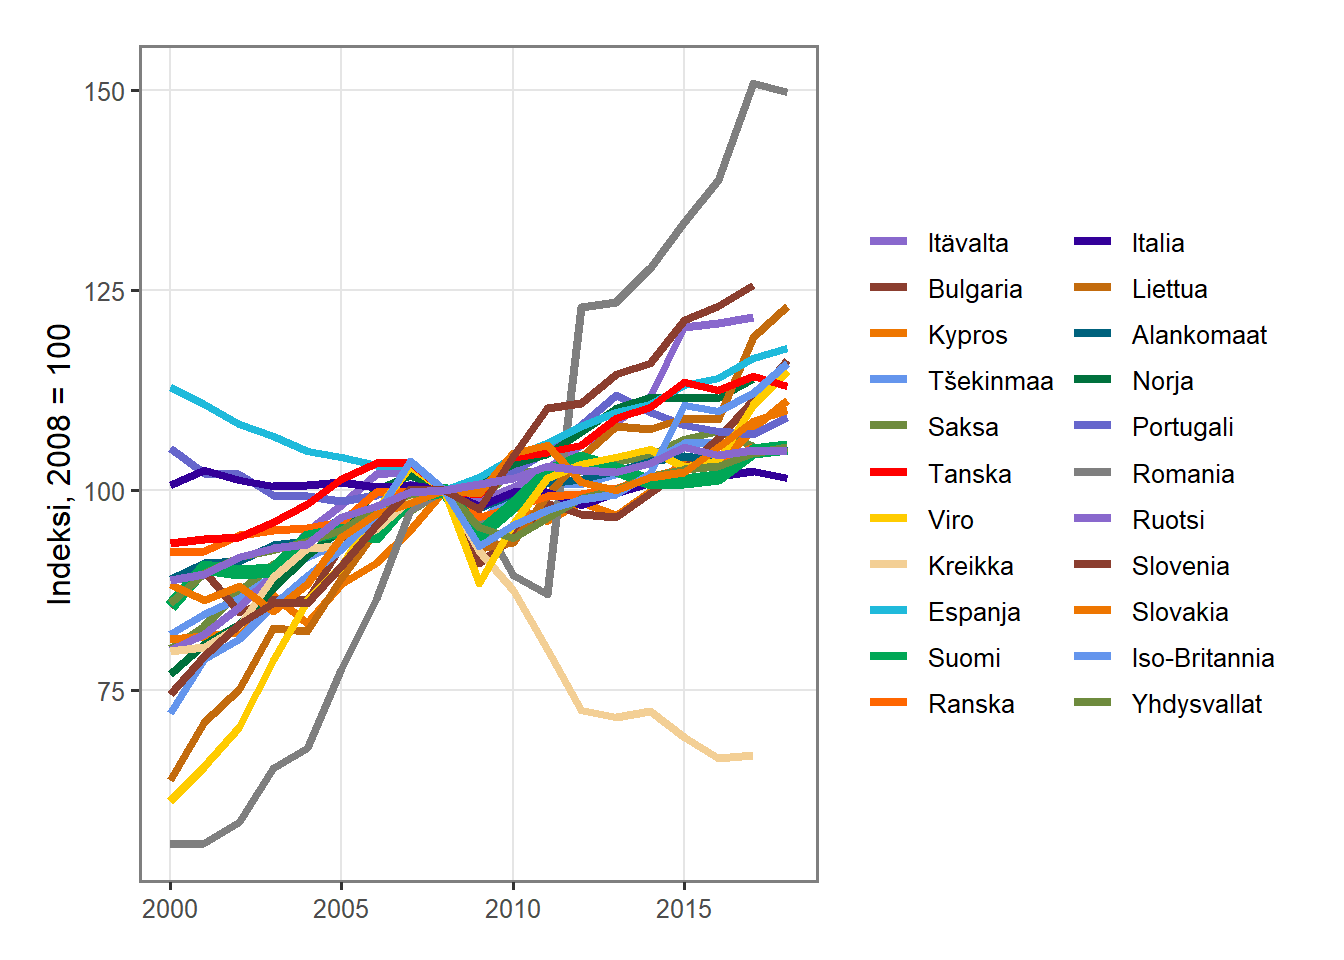 Indeksi, 2008 = 100
150
125
100
75
2000 2005 2010 2015
Itävalta
Bulgaria
Kypros
Tšekinmaa
Saksa
Tanska
Viro
Kreikka
Espanja
Suomi
Ranska
Italia
Liettua
Alankomaat
Norja
Portugali
Romania
Ruotsi
Slovenia
Slovakia
Iso-Britannia
Yhdysvallat